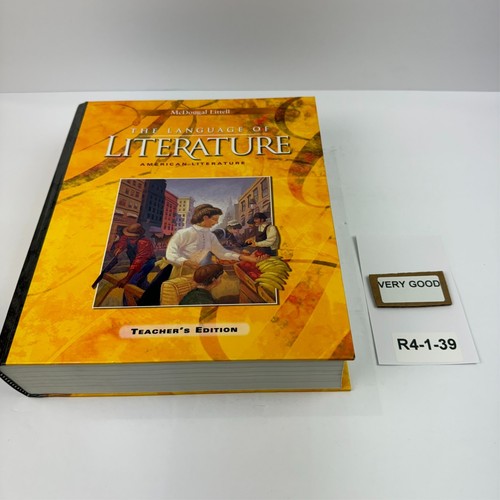 McDougal Littell
THE LANGUAGE OF
LITERATURE
AMERICAN LITERATURE
TEACHER'S EDITION
VERY GOOD
R4-1-39